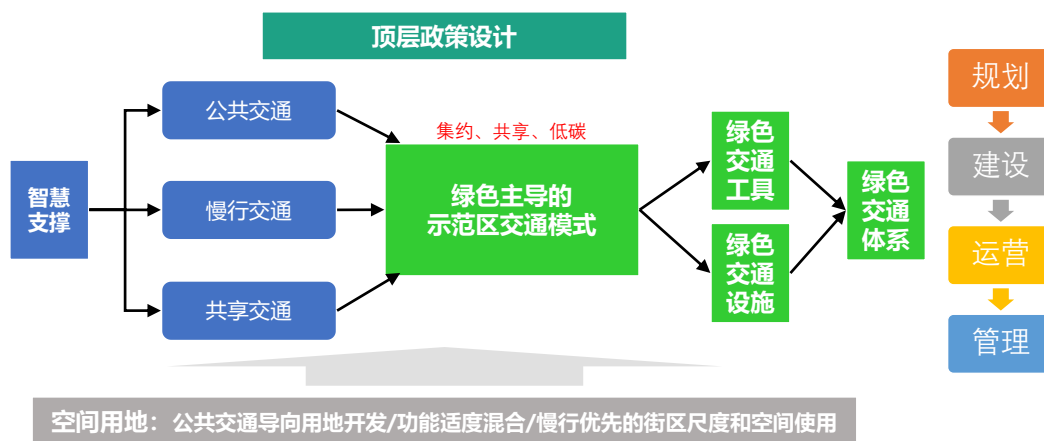 顶层政策设计
规划
公共交通
集约、共享、低碳
绿色
交通
工具
建设
智慧
支撑
慢行交通
绿色主导的
示范区交通模式
绿色
交通
体系
绿色
交通
设施
运营
共享交通
管理
空间用地：公共交通导向用地开发/功能适度混合/慢行优先的街区尺度和空间使用